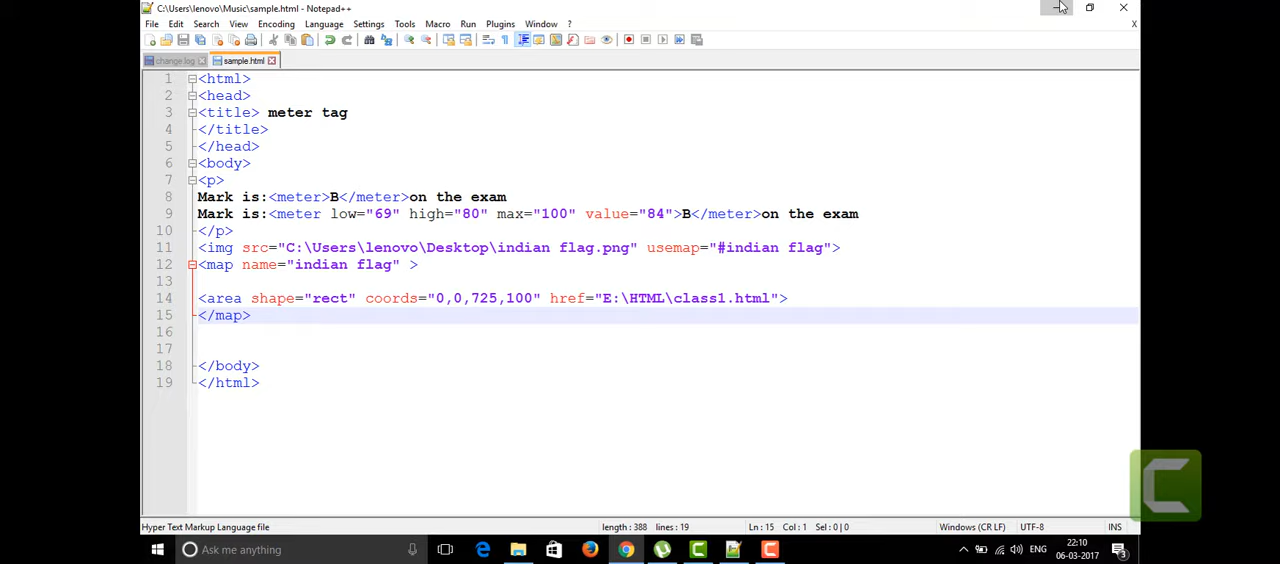 C:\Users\lenovo\Music\sample.html - Notepad++
File Edit Search View Encoding Language Settings Tools Macro Run Plugins Window ?
X
change.log sample.html
1 <html>
2 <head>
3 <title> meter tag
4 </title>
5 </head>
6 <body>
7 <p>
8 Mark is:<meter>B</meter>on the exam
9 Mark is:<meter low="69" high="80" max="100" value="84">B</meter>on the exam
10 </p>
11 <img src="C:\Users\lenovo\Desktop\indian flag.png" usemap="#indian flag">
12 <map name="indian flag" >
13
14 <area shape="rect" coords="0,0,725,100" href="E:\HTML\class1.html">
15 </map>
16
17
18 </body>
19 </html>
Hyper Text Markup Language file length : 388 lines : 19 Ln : 15 Col : 1 Sel : 0 | 0 Windows (CR LF) UTF-8 INS
Ask me anything ENG 22:10
06-03-2017 3